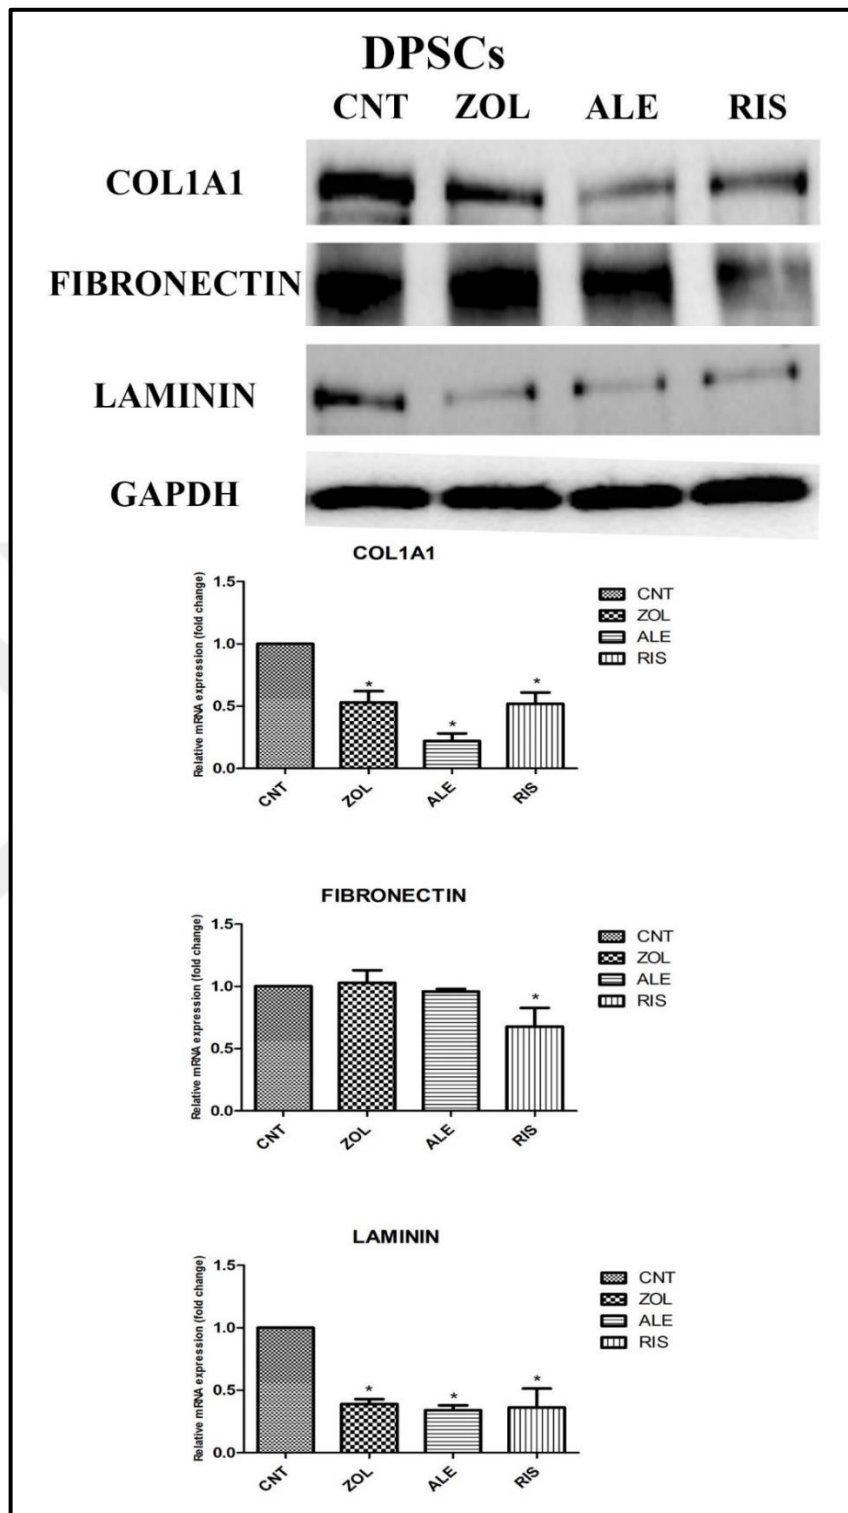 DPSCs
CNT ZOL ALE RIS
COL1A1
FIBRONECTIN
LAMININ
GAPDH
COL1A1
Relative mRNA expression (fold change)
1.5
1.0
0.5
0.0
CNT ZOL ALE RIS
* * *
CNT
ZOL
ALE
RIS
FIBRONECTIN
Relative mRNA expression (fold change)
1.5
1.0
0.5
0.0
CNT ZOL ALE RIS
*
CNT
ZOL
ALE
RIS
LAMININ
Relative mRNA expression (fold change)
1.5
1.0
0.5
0.0
CNT ZOL ALE RIS
* * *
CNT
ZOL
ALE
RIS